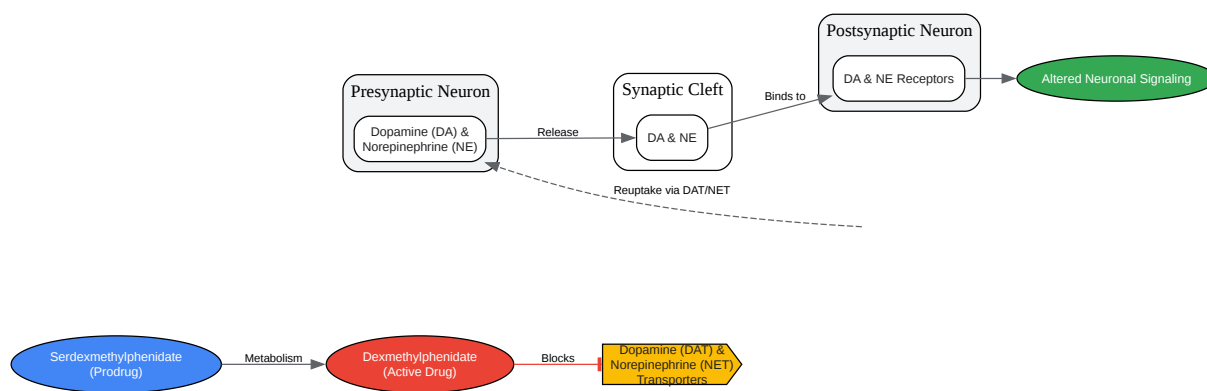 Postsynaptic Neuron
DA & NE Receptors
Altered Neuronal Signaling
Presynaptic Neuron
Synaptic Cleft
Binds to
Dopamine (DA) &
Norepinephrine (NE)
Release
DA & NE
Reuptake via DAT/NET
Serdexmethylphenidate
(Prodrug)
Metabolism
Dexmethylphenidate
(Active Drug)
Blocks
Dopamine (DAT) &
Norepinephrine (NET)
Transporters